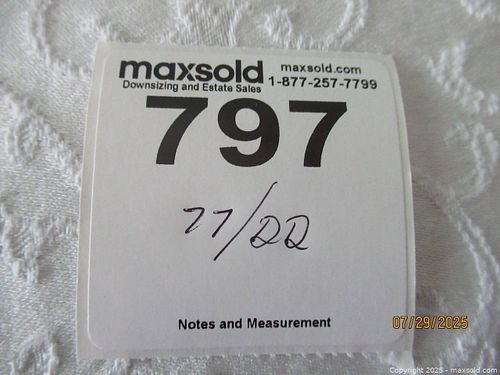 maxsold maxsold.com
Downsizing and Estate Sales 1-877-257-7799
797
77/DD
Notes and Measurement
07/29/2025
Copyright 2025 - maxsold.com